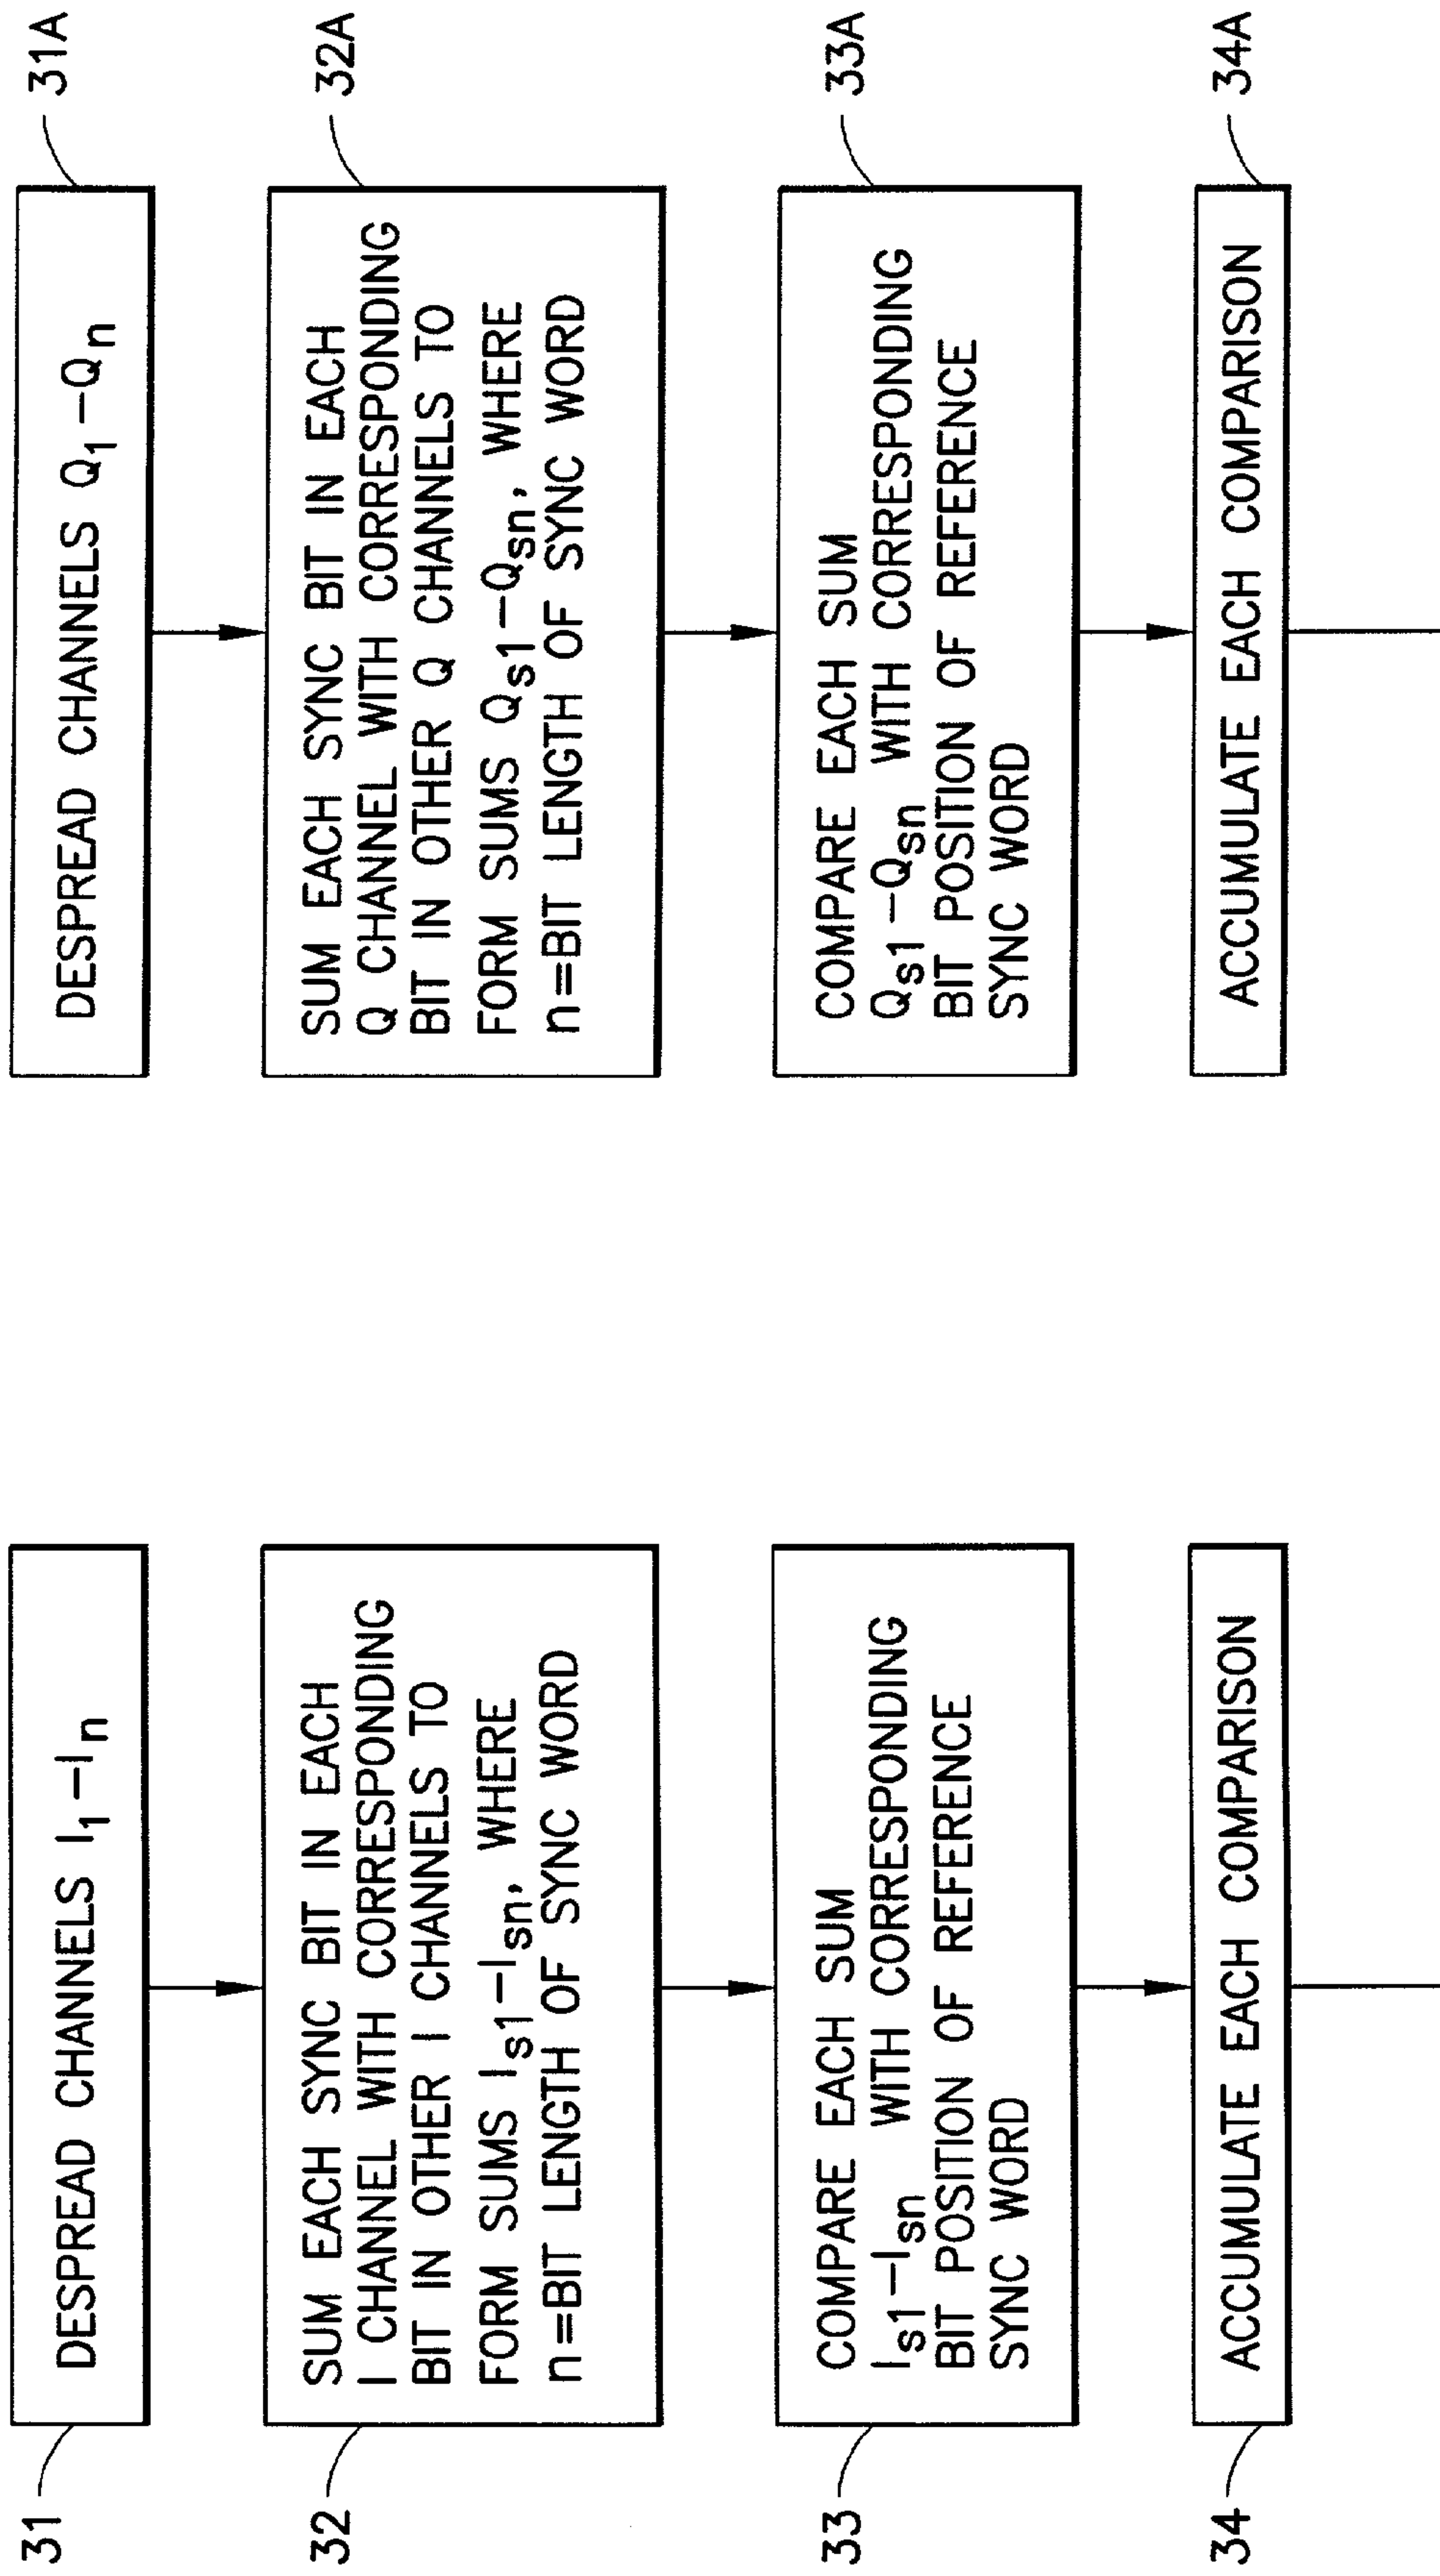 31
DESPREAD CHANNELS I1–In
32
SUM EACH SYNC BIT IN EACH
I CHANNEL WITH CORRESPONDING
BIT IN OTHER I CHANNELS TO
FORM SUMS Is1–Isn, WHERE
n=BIT LENGTH OF SYNC WORD
33
COMPARE EACH SUM
Is1–Isn WITH CORRESPONDING
BIT POSITION OF REFERENCE
SYNC WORD
34
ACCUMULATE EACH COMPARISON
31A
DESPREAD CHANNELS Q1–Qn
32A
SUM EACH SYNC BIT IN EACH
Q CHANNEL WITH CORRESPONDING
BIT IN OTHER Q CHANNELS TO
FORM SUMS Qs1–Qsn, WHERE
n=BIT LENGTH OF SYNC WORD
33A
COMPARE EACH SUM
Qs1–Qsn WITH CORRESPONDING
BIT POSITION OF REFERENCE
SYNC WORD
34A
ACCUMULATE EACH COMPARISON